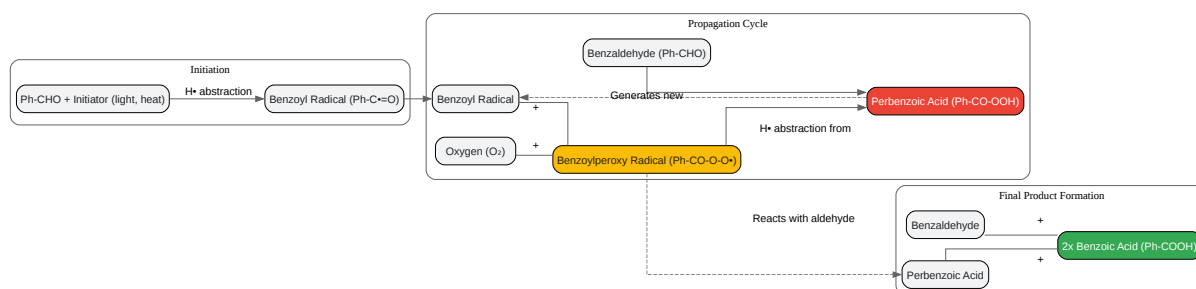 Propagation Cycle
Benzaldehyde (Ph-CHO)
Initiation
Ph-CHO + Initiator (light, heat)
H• abstraction
Benzoyl Radical (Ph-C•=O)
Benzoyl Radical
+
Generates new
Perbenzoic Acid (Ph-CO-OOH)
H• abstraction from
Oxygen (O₂)
+
Benzoylperoxy Radical (Ph-CO-O-O•)
Final Product Formation
Reacts with aldehyde
Benzaldehyde
+
2x Benzoic Acid (Ph-COOH)
+
Perbenzoic Acid